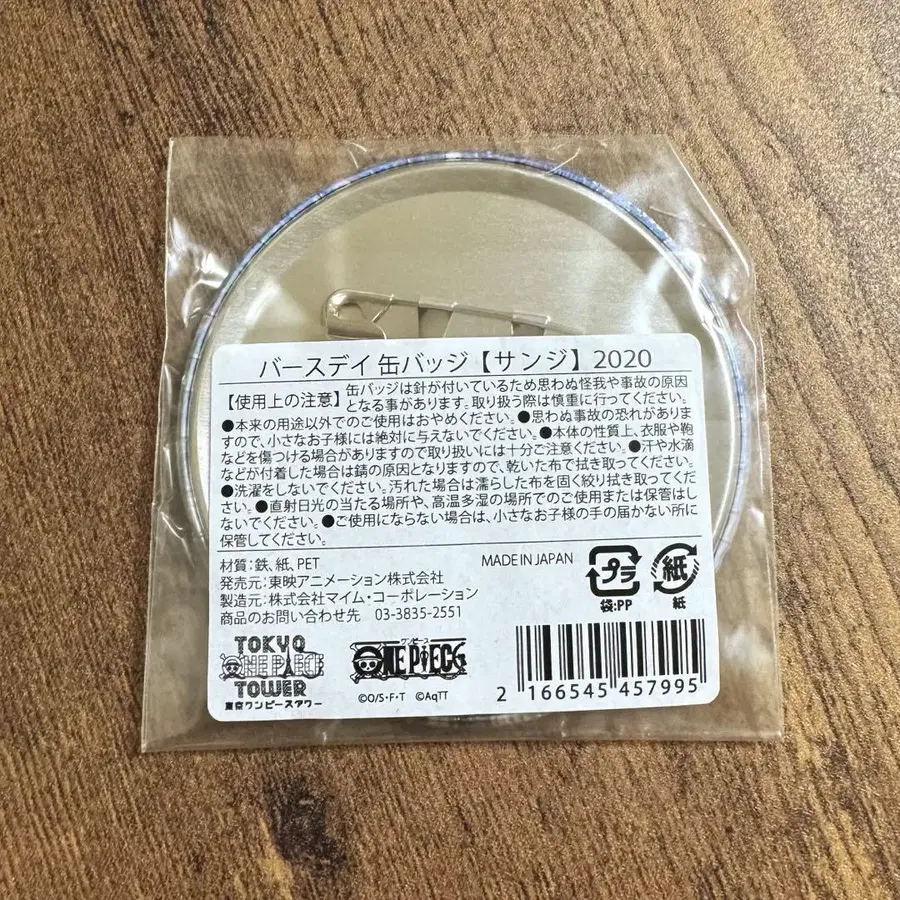 バースデイ 缶バッジ【サンジ】2020
【使用上の注意】缶バッジは針が付いているため思わぬ怪我や事故の原因
となる事があります。取り扱う際は慎重に行ってください。
●本来の用途以外でのご使用はおやめください。●思わぬ事故の恐れがありま
すので、小さなお子様には絶対に与えないでください。●本体の性質上、衣服や鞄
などを傷つける場合がありますので取り扱いには十分ご注意ください。●汗や水滴
などが付着した場合は錆の原因となりますので、乾いた布で拭き取ってください。
●洗濯をしないでください。汚れた場合は濡らした布を固く絞り拭き取ってくださ
い。●直射日光の当たる場所や、高温多湿の場所でのご使用または保管はし
ないでください。●ご使用にならない場合は、小さなお子様の手の届かない所に
保管してください。
材質:鉄、紙、PET
MADE IN JAPAN
発売元:東映アニメーション株式会社
製造元:株式会社マイム・コーポレーション
商品のお問い合わせ先 03-3835-2551
プラ
袋:PP
紙
紙
TOKYO
ONE PIECE
TOWER
東京ワンピースタワー
ワンピース
ONE PIECE
©O/S・F・T ©AqTT
2 166545 457995